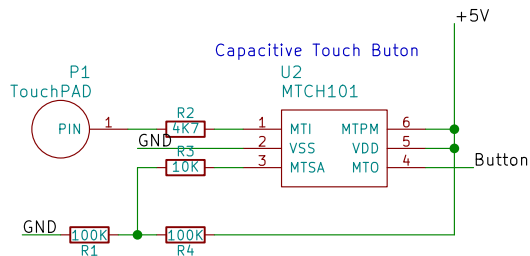 +5V
Capacitive Touch Buton
P1
TouchPAD
U2
MTCH101
PIN
1
R2
4K7
1
MTI
MTPM
6
GND
2
VSS
VDD
5
R3
10K
3
MTSA
MTO
4
Button
GND
100K
R1
100K
R4